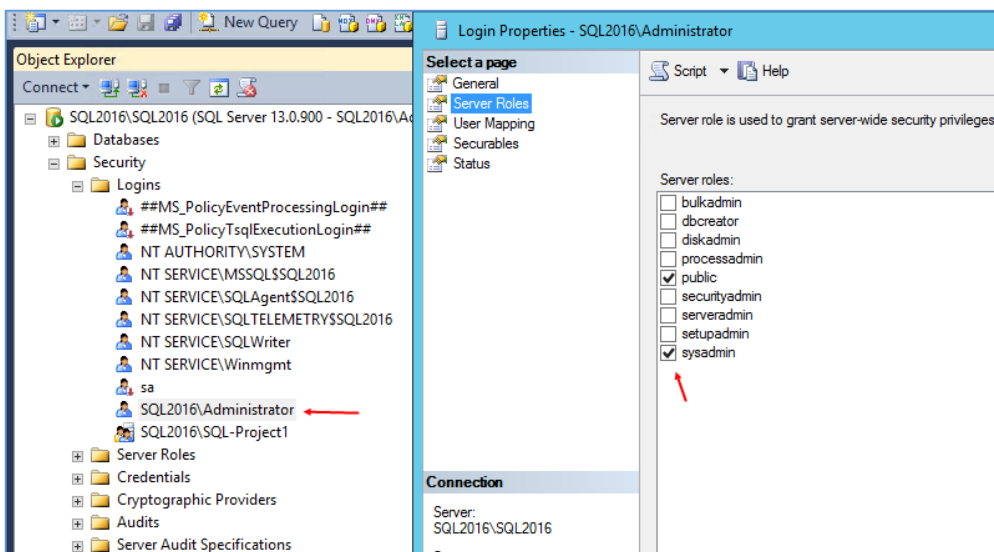 New Query
Object Explorer
Connect
SQL2016\SQL2016 (SQL Server 13.0.900 - SQL2016\Ad
Databases
Security
Logins
##MS_PolicyEventProcessingLogin##
##MS_PolicyTsqlExecutionLogin##
NT AUTHORITY\SYSTEM
NT SERVICE\MSSQL$SQL2016
NT SERVICE\SQLAgent$SQL2016
NT SERVICE\SQLTELEMETRY$SQL2016
NT SERVICE\SQLWriter
NT SERVICE\Winmgmt
sa
SQL2016\Administrator
SQL2016\SQL-Project1
Server Roles
Credentials
Cryptographic Providers
Audits
Server Audit Specifications
Login Properties - SQL2016\Administrator
Select a page
General
Server Roles
User Mapping
Securables
Status
Connection
Server:
SQL2016\SQL2016
Script
Help
Server role is used to grant server-wide security privileges
Server roles:
bulkadmin
dbcreator
diskadmin
processadmin
public
securityadmin
serveradmin
setupadmin
sysadmin